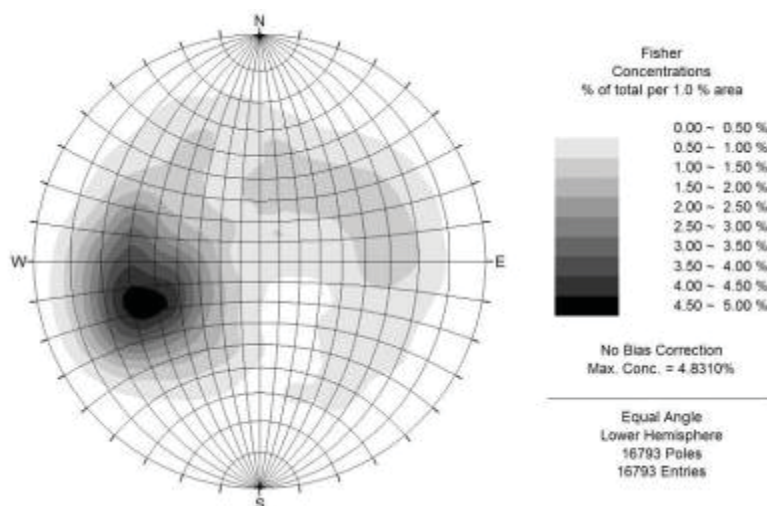 N
W
E
S
Fisher
Concentrations
% of total per 1.0 % area
0.00 ~ 0.50 %
0.50 ~ 1.00 %
1.00 ~ 1.50 %
1.50 ~ 2.00 %
2.00 ~ 2.50 %
2.50 ~ 3.00 %
3.00 ~ 3.50 %
3.50 ~ 4.00 %
4.00 ~ 4.50 %
4.50 ~ 5.00 %
No Bias Correction
Max. Conc. = 4.8310%
Equal Angle
Lower Hemisphere
16793 Poles
16793 Entries